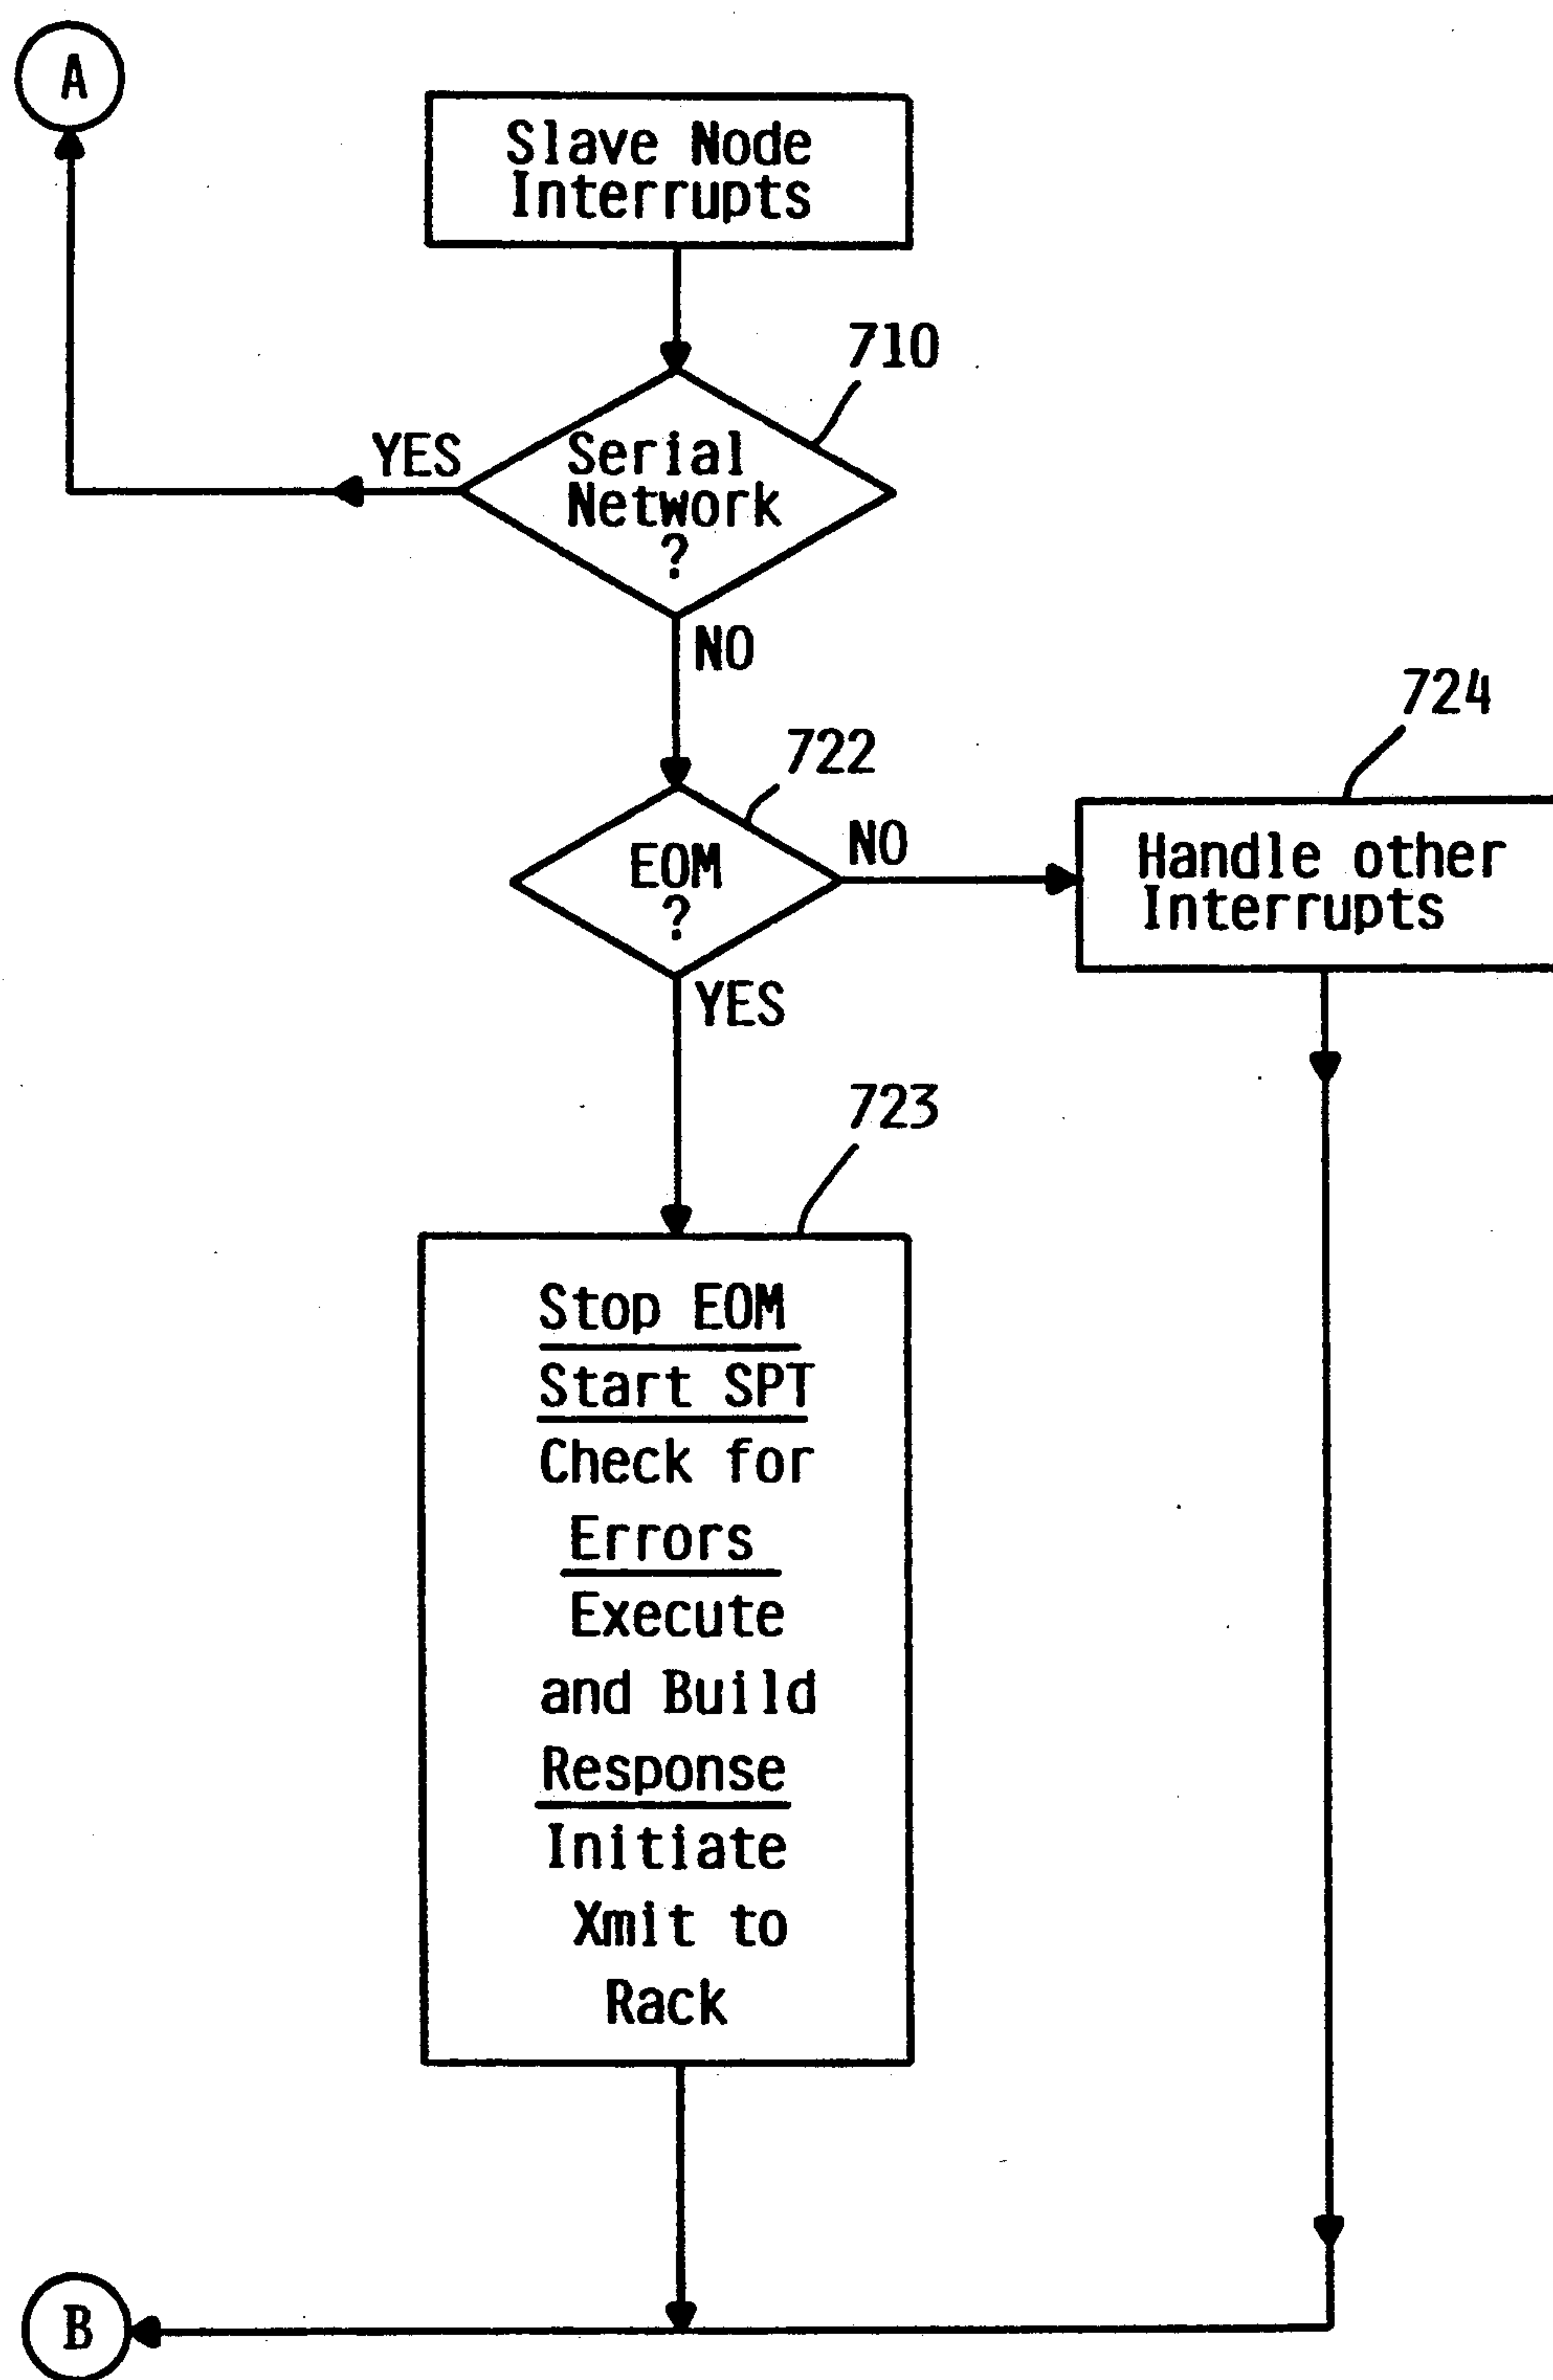 A
Slave Node
Interrupts
710
YES
Serial
Network
?
NO
722
724
EOM
?
NO
Handle other
Interrupts
YES
723
Stop EOM
Start SPT
Check for
Errors
Execute
and Build
Response
Initiate
Xmit to
Rack
B